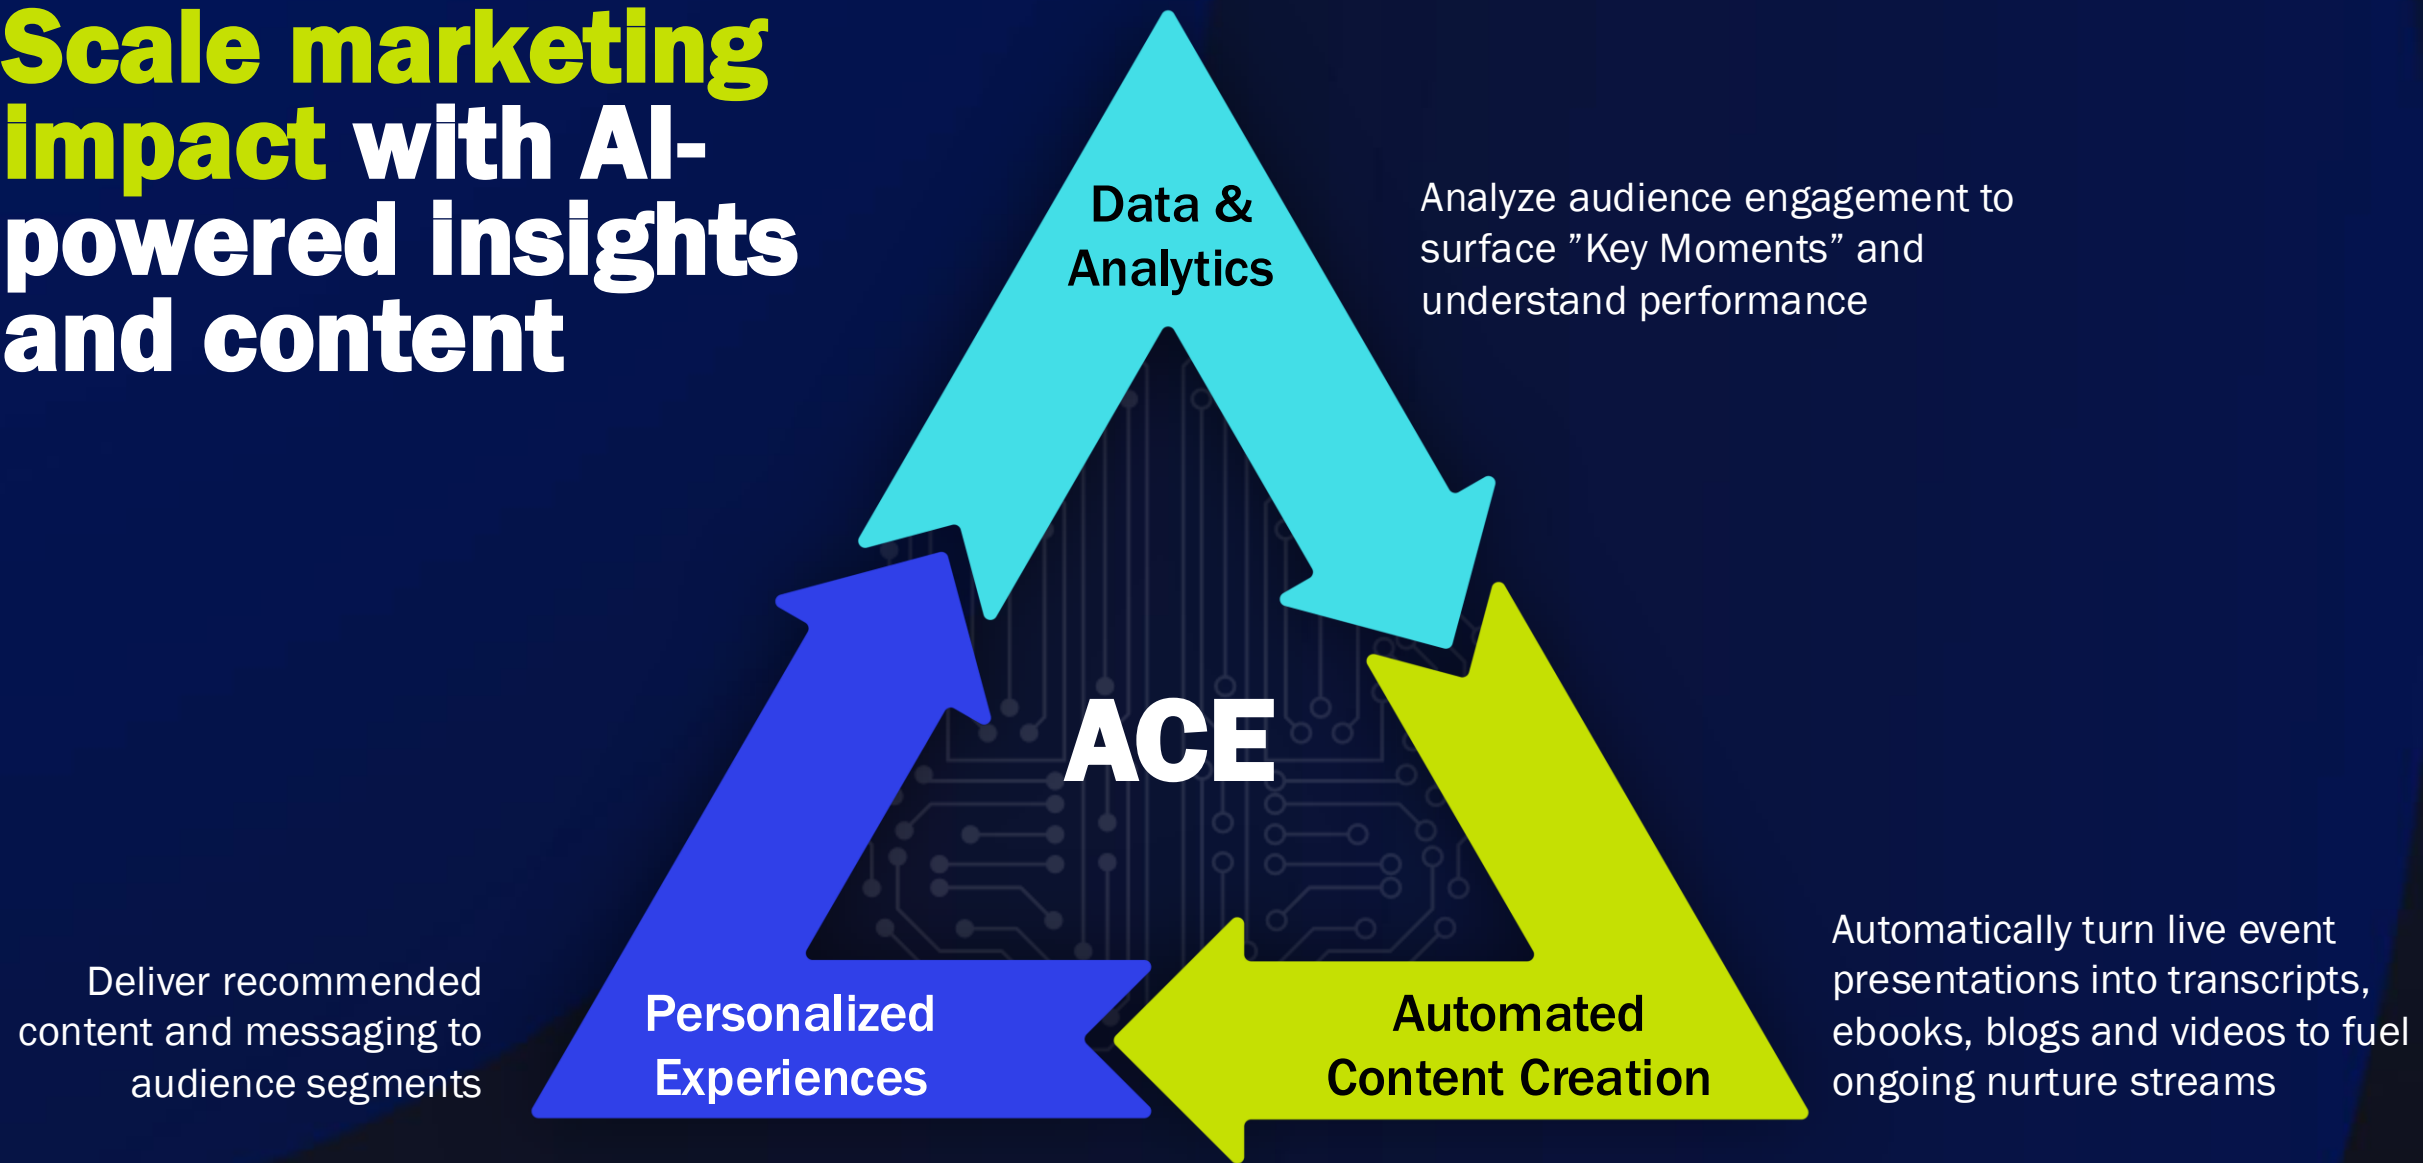 Scale marketing
impact with AI-
powered insights
and content
Data &
Analytics
Analyze audience engagement to
surface ”Key Moments” and
understand performance
ACE
Personalized
Experiences
Deliver recommended
content and messaging to
audience segments
Automated
Content Creation
Automatically turn live event
presentations into transcripts,
ebooks, blogs and videos to fuel
ongoing nurture streams